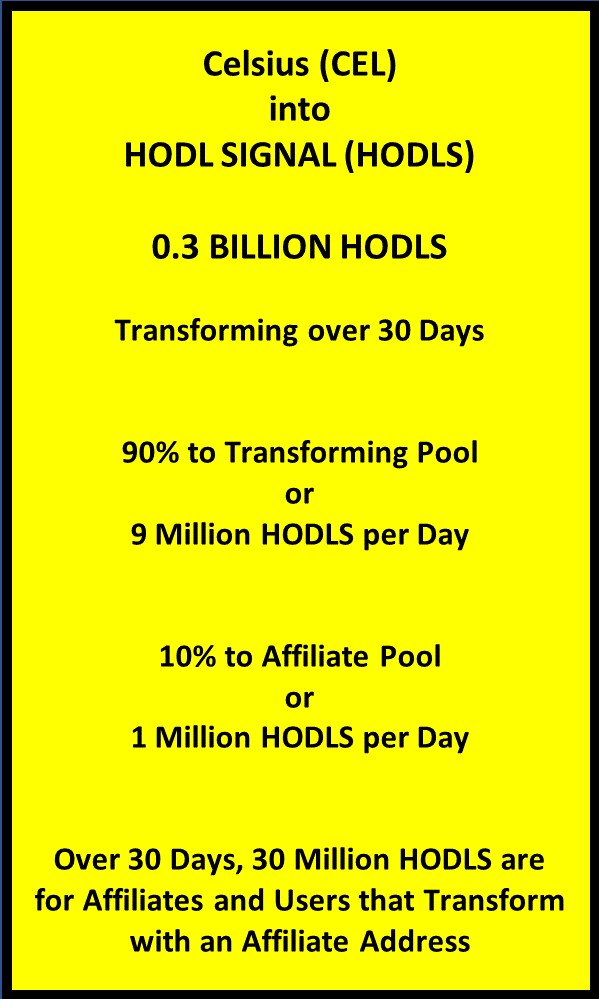 Celsius (CEL)
into
HODL SIGNAL (HODLS)
0.3 BILLION HODLS
Transforming over 30 Days
90% to Transforming Pool
or
9 Million HODLS per Day
10% to Affiliate Pool
or
1 Million HODLS per Day
Over 30 Days, 30 Million HODLS are
for Affiliates and Users that Transform
with an Affiliate Address